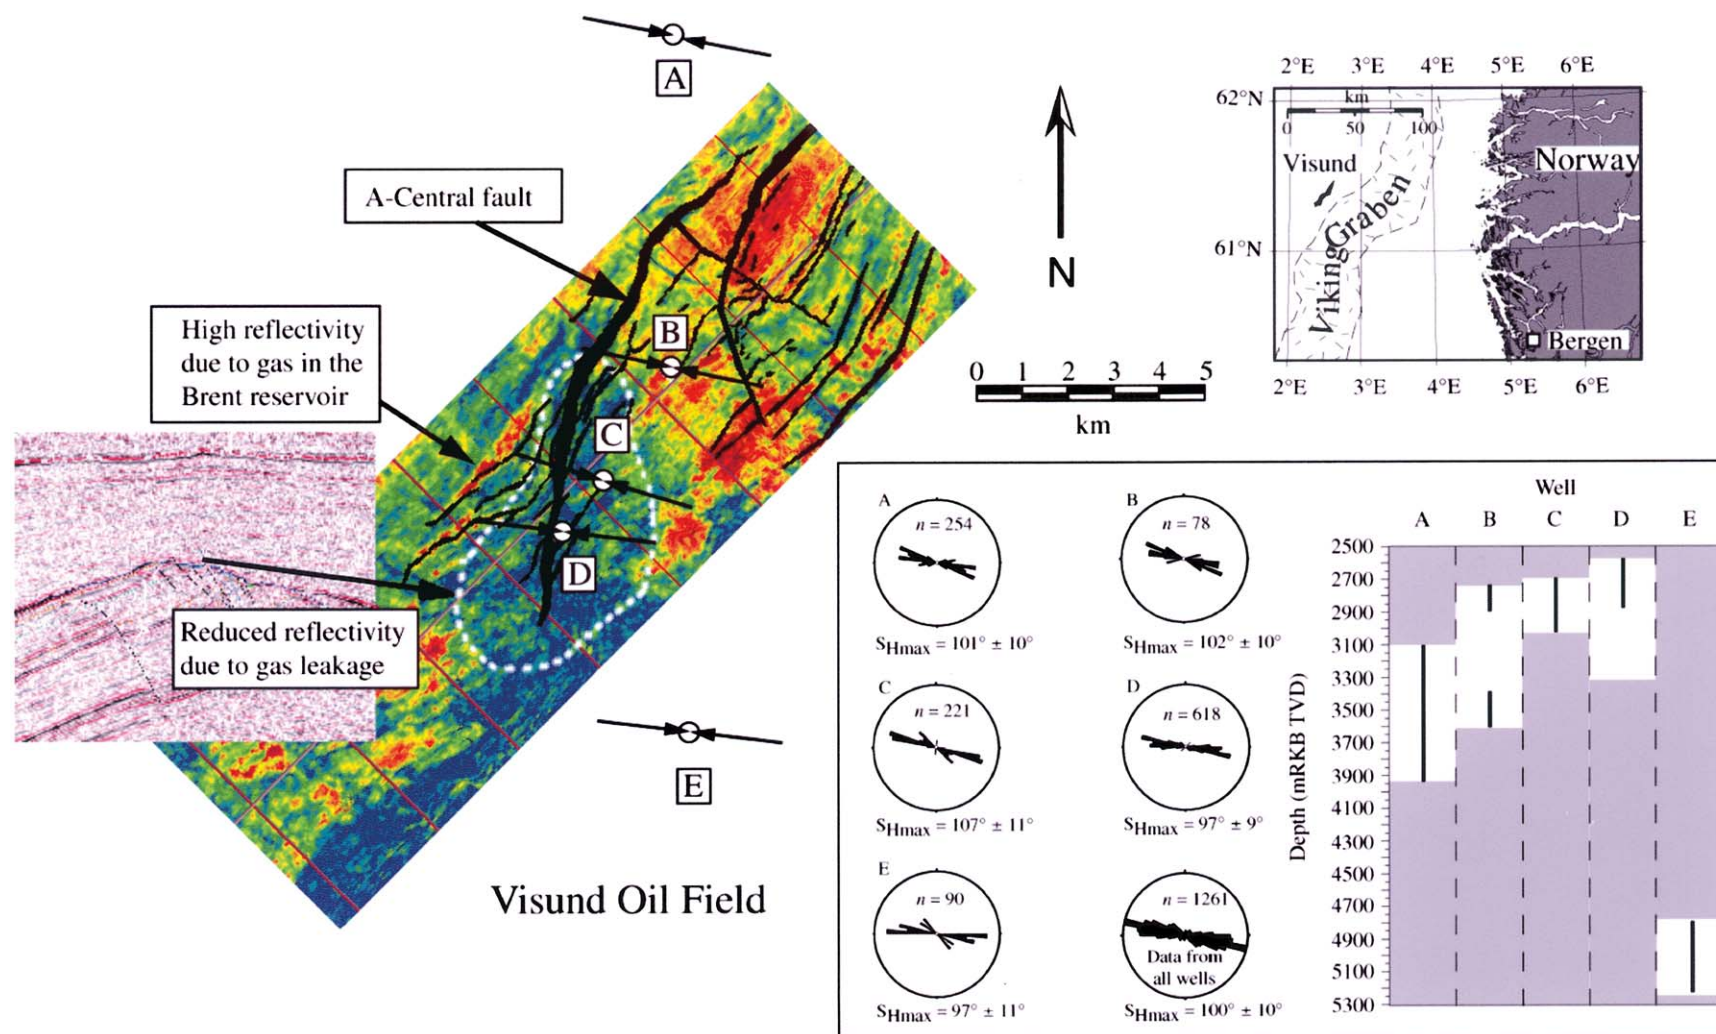 A
A-Central fault
High reflectivity
due to gas in the
Brent reservoir
B
C
D
Reduced reflectivity
due to gas leakage
E
Visund Oil Field
N
0 1 2 3 4 5
km
2°E 3°E 4°E 5°E 6°E
62°N
km
0 50 100
Visund
Norway
Viking Graben
61°N
Bergen
2°E 3°E 4°E 5°E 6°E
A
n = 254
SHmax = 101° ± 10°
B
n = 78
SHmax = 102° ± 10°
C
n = 221
SHmax = 107° ± 11°
D
n = 618
SHmax = 97° ± 9°
E
n = 90
SHmax = 97° ± 11°
n = 1261
Data from
all wells
SHmax = 100° ± 10°
Well
A B C D E
Depth (mRKB TVD)
2500
2700
2900
3100
3300
3500
3700
3900
4100
4300
4500
4700
4900
5100
5300